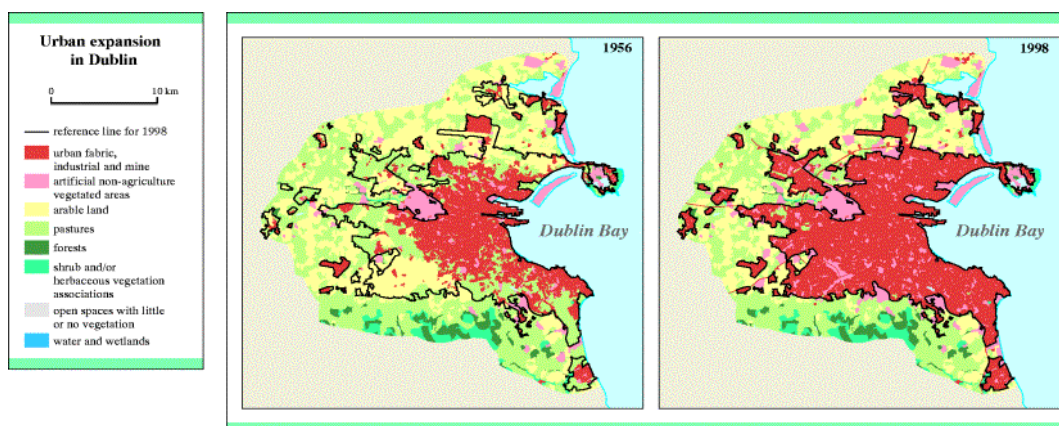 Urban expansion
in Dublin
0 10 km
reference line for 1998
urban fabric,
industrial and mine
artificial non-agriculture
vegetated areas
arable land
pastures
forests
shrub and/or
herbaceous vegetation
associations
open spaces with little
or no vegetation
water and wetlands
1956
Dublin Bay
1998
Dublin Bay